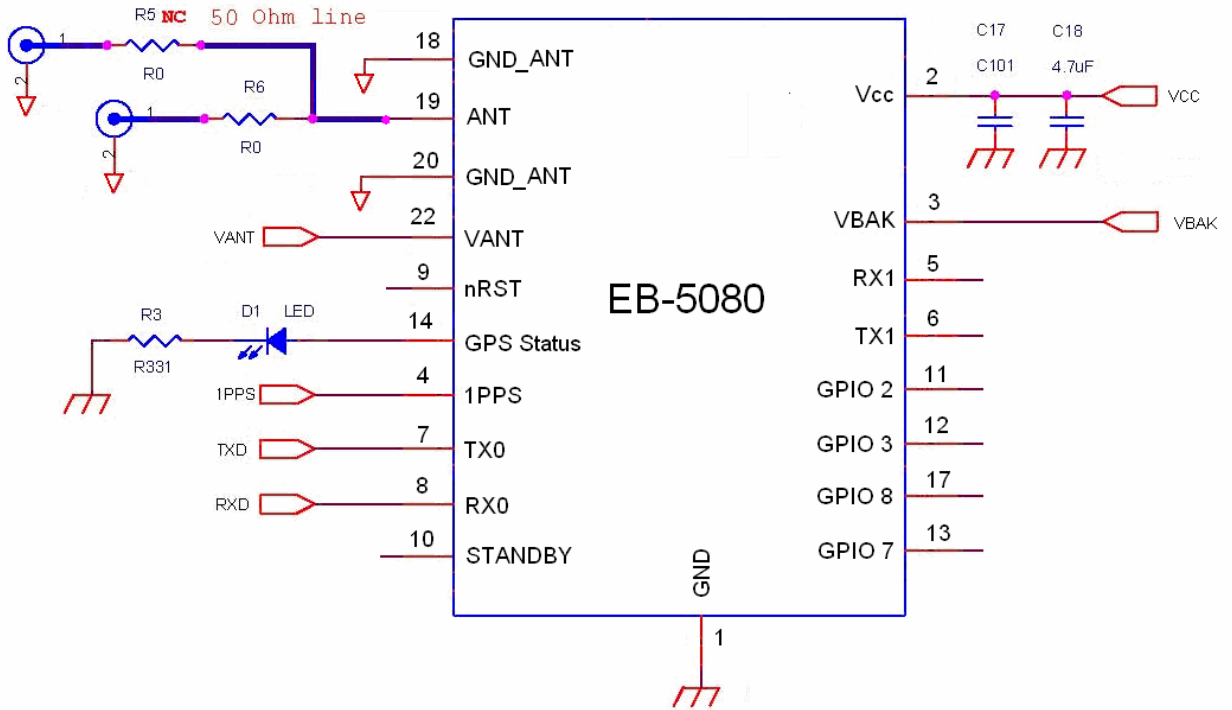 R5 NC 50 Ohm line
1
R0
2
R6
1
R0
2
18
GND_ANT
19
ANT
20
GND_ANT
VANT
22
VANT
9
nRST
R3
R331
D1 LED
14
GPS Status
1PPS
4
1PPS
TXD
7
TX0
RXD
8
RX0
10
STANDBY
EB-5080
GND
1
C17 C18
C101 4.7uF
Vcc
2
VCC
VBAK
3
VBAK
RX1
5
TX1
6
GPIO 2
11
GPIO 3
12
GPIO 8
17
GPIO 7
13